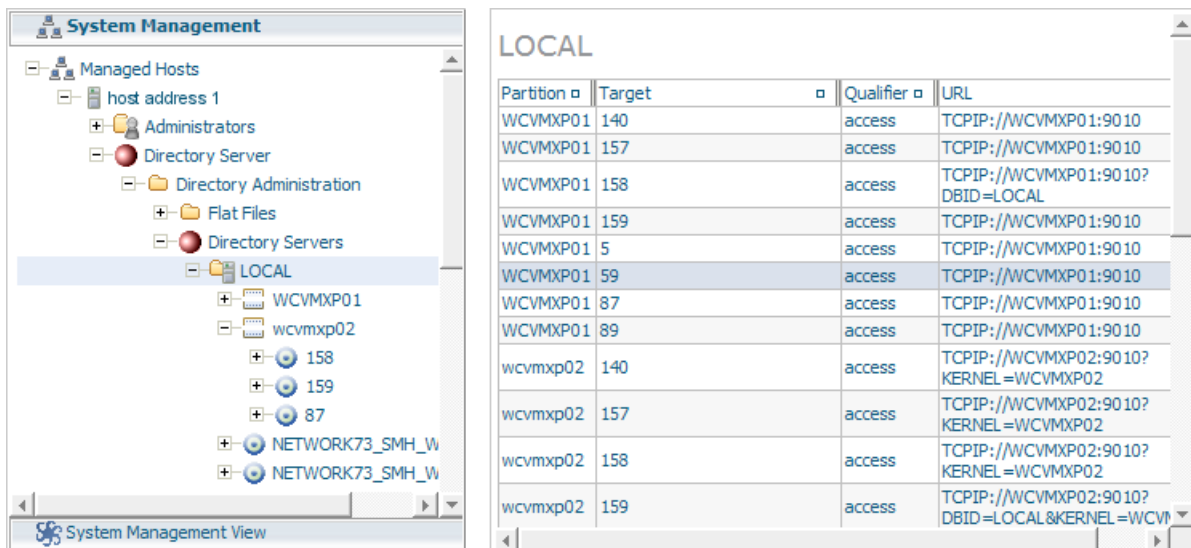 System Management
Managed Hosts
host address 1
Administrators
Directory Server
Directory Administration
Flat Files
Directory Servers
LOCAL
WCVMXP01
wcvmxp02
158
159
87
NETWORK73_SMH_W
NETWORK73_SMH_W
System Management View
LOCAL
Partition Target Qualifier URL
WCVMXP01 140 access TCPIP://WCVMXP01:9010
WCVMXP01 157 access TCPIP://WCVMXP01:9010
WCVMXP01 158 access TCPIP://WCVMXP01:9010?
DBID=LOCAL
WCVMXP01 159 access TCPIP://WCVMXP01:9010
WCVMXP01 5 access TCPIP://WCVMXP01:9010
WCVMXP01 59 access TCPIP://WCVMXP01:9010
WCVMXP01 87 access TCPIP://WCVMXP01:9010
WCVMXP01 89 access TCPIP://WCVMXP01:9010
wcvmxp02 140 access TCPIP://WCVMXP02:9010?
KERNEL=WCVMXP02
wcvmxp02 157 access TCPIP://WCVMXP02:9010?
KERNEL=WCVMXP02
wcvmxp02 158 access TCPIP://WCVMXP02:9010?
KERNEL=WCVMXP02
wcvmxp02 159 access TCPIP://WCVMXP02:9010?
DBID=LOCAL&KERNEL=WCVM